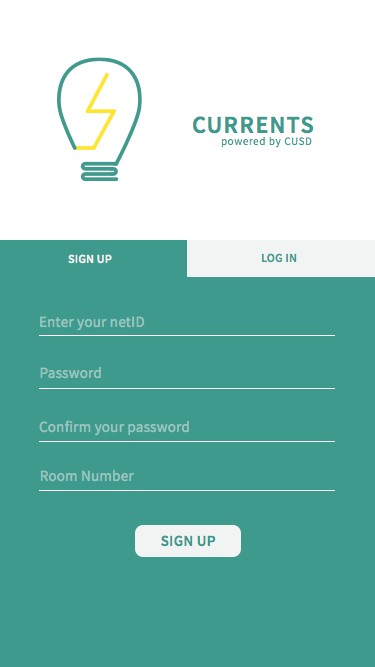 CURRENTS
powered by CUSD
SIGN UP
LOG IN
Enter your netID
Password
Confirm your password
Room Number
SIGN UP